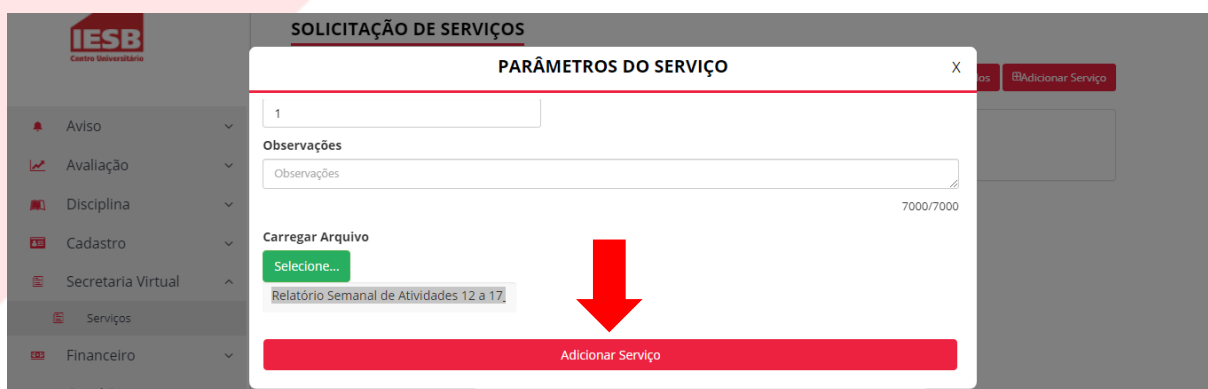 IESB
Centro Universitário
SOLICITAÇÃO DE SERVIÇOS
PARÂMETROS DO SERVIÇO
X
Adicionar Serviço
1
Observações
Observações
7000/7000
Carregar Arquivo
Selecione...
Relatório Semanal de Atividades 12 a 17
Adicionar Serviço
Aviso
Avaliação
Disciplina
Cadastro
Secretaria Virtual
Serviços
Financeiro